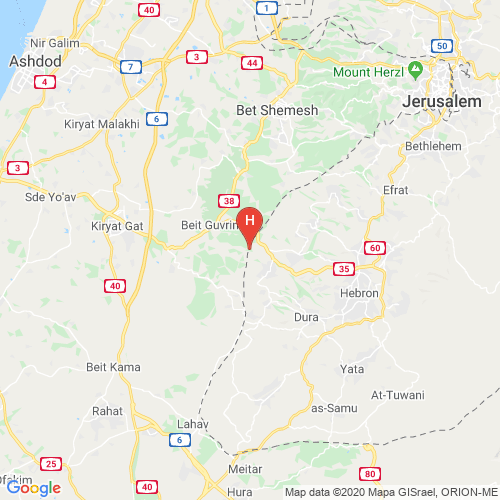 40
1
Nir Galim
Ashdod
3
50
7
44
4
Mount Herzl
Jerusalem
Bet Shemesh
Kiryat Malakhi
6
Bethlehem
3
Sde Yo'av
Efrat
38
Kiryat Gat
Beit Guvrin
H
60
35
40
Hebron
Dura
Beit Kama
Yata
At-Tuwani
Rahat
as-Samu
Lahav
6
25
Meitar
80
Ofakim
Google
40
Hura
Map data ©2020 Mapa GISrael, ORION-ME